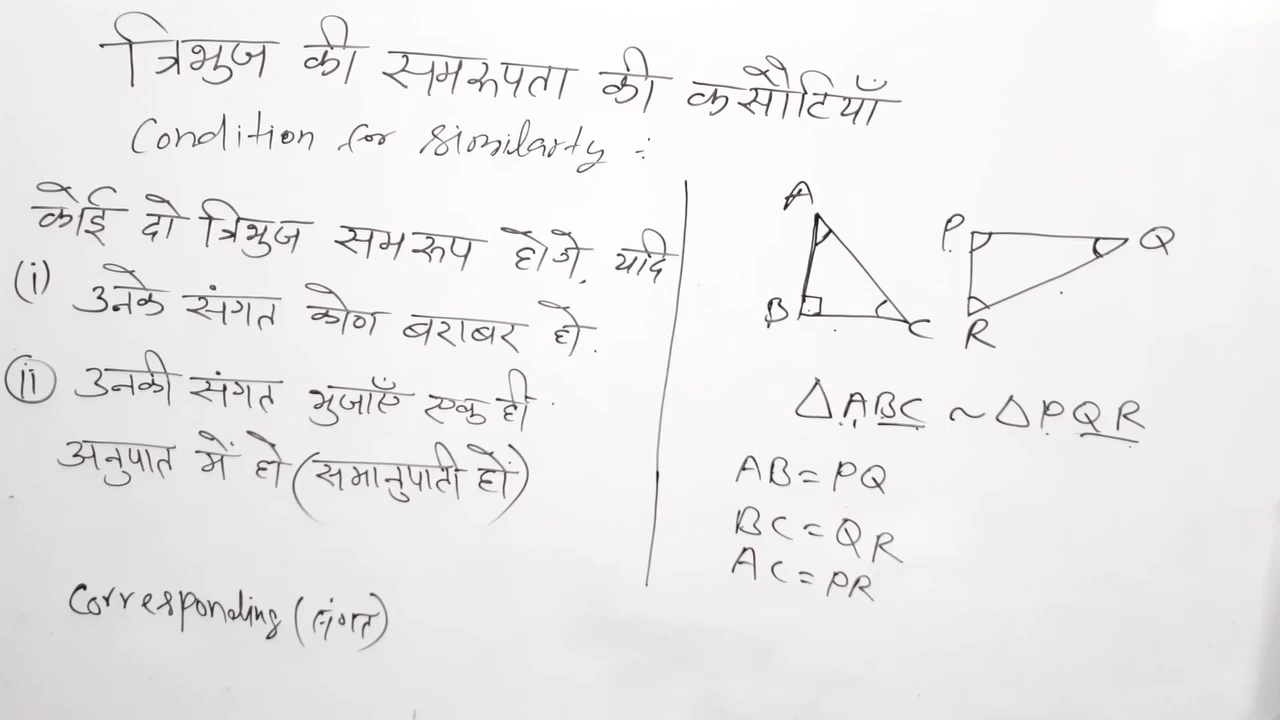 त्रिभुज की समरूपता की कसौटियाँ
Condition for similarty :
कोई दो त्रिभुज समरूप होगे, यदि
(i) उनके संगत कोण बराबर हो.
(ii) उनकी संगत भुजाएँ एक ही
अनुपात में हो (समानुपाती हों)
Corresponding (संगत)
A
B
C
P
Q
R
△ABC ~ △PQR
AB = PQ
BC = QR
AC = PR